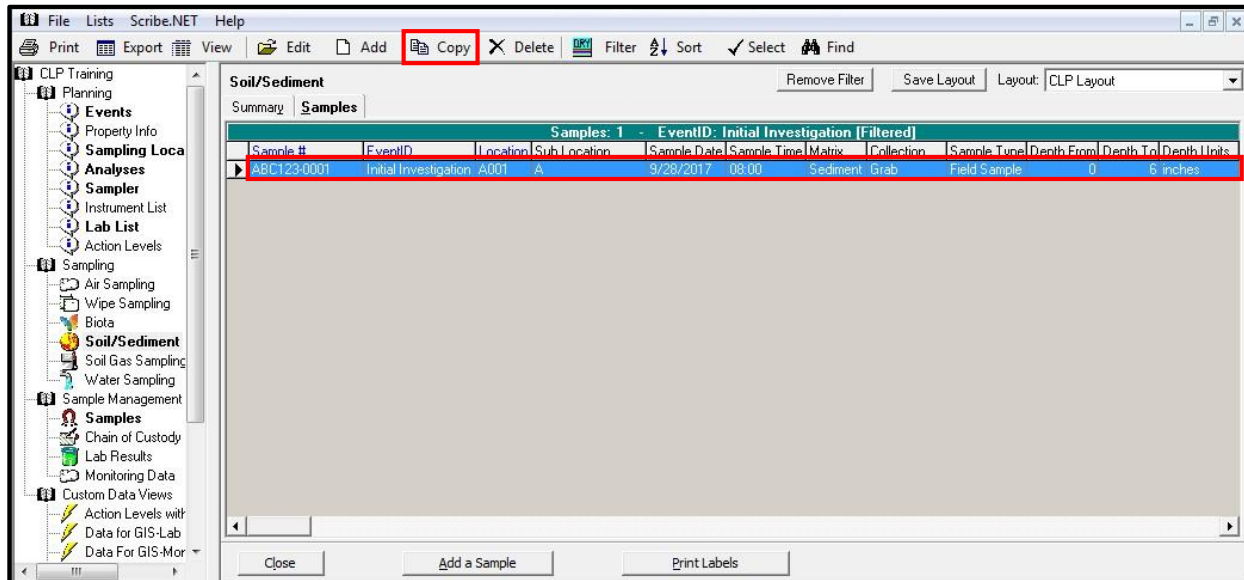 File Lists Scribe.NET Help
Print Export View Edit Add Copy Delete QRY Filter Sort Select Find
CLP Training
Planning
Events
Property Info
Sampling Loca
Analyses
Sampler
Instrument List
Lab List
Action Levels
Sampling
Air Sampling
Wipe Sampling
Biota
Soil/Sediment
Soil Gas Sampling
Water Sampling
Sample Management
Samples
Chain of Custody
Lab Results
Monitoring Data
Custom Data Views
Action Levels with
Data for GIS-Lab
Data For GIS-Mor
Soil/Sediment Remove Filter Save Layout Layout: CLP Layout
Summary Samples
Samples: 1 - EventID: Initial Investigation [Filtered]
Sample # EventID Location Sub Location Sample Date Sample Time Matrix Collection Sample Type Depth From Depth To Depth Units
ABC123-0001 Initial Investigation A001 A 9/28/2017 08:00 Sediment Grab Field Sample 0 6 inches
Close Add a Sample Print Labels